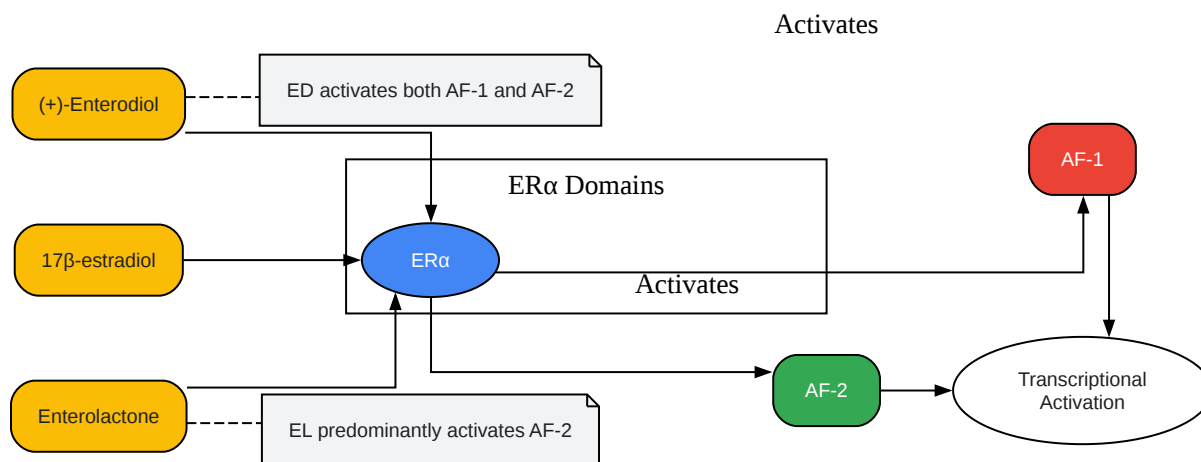 Activates
(+)-Enterodiol
ED activates both AF-1 and AF-2
AF-1
ERα Domains
17β-estradiol
ERα
Activates
Enterolactone
EL predominantly activates AF-2
AF-2
Transcriptional
Activation